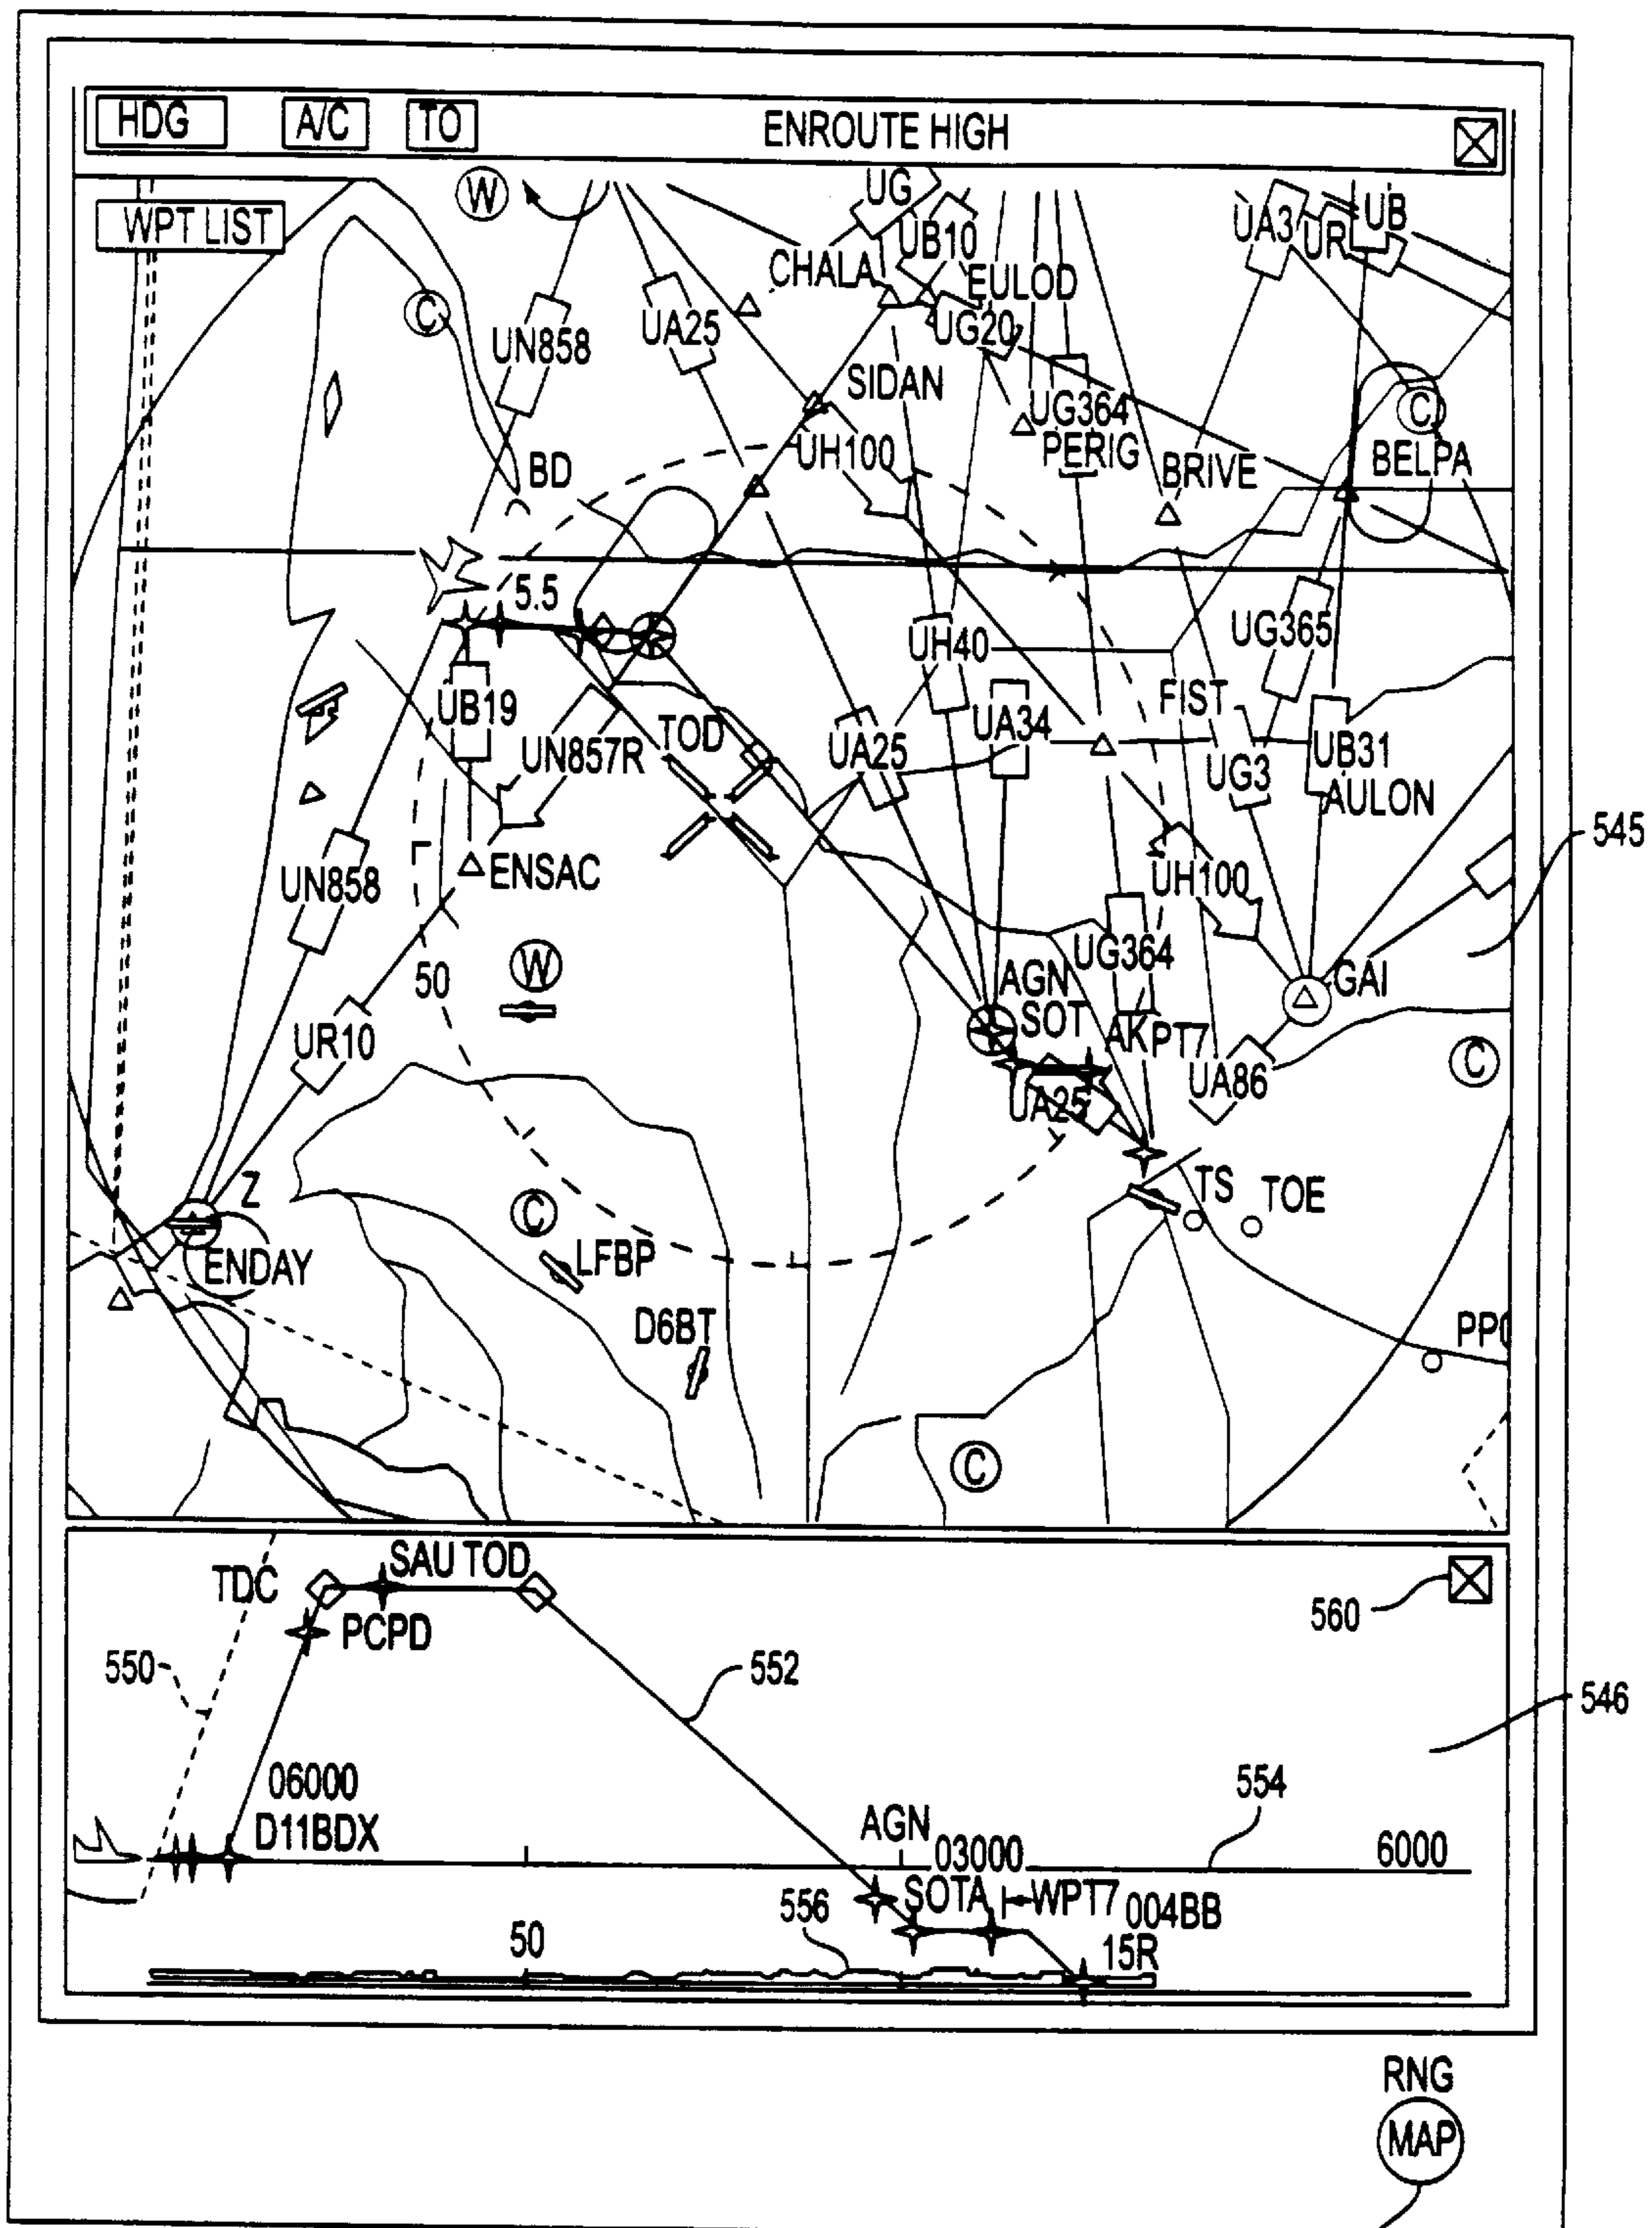 HDG A/C TO ENROUTE HIGH
WPT LIST
W
UG
UB10
UA3
UR
UB
CHALA
EULOD
C
UN858
UA25
UG20
SIDAN
UG364
C
UH100
PERIG
BRIVE
BELPA
BD
5.5
UH40
UG365
UB19
UN857R
TOD
UA25
UA34
FIST
UG3
UB31
AULON
545
UN858
ENSAC
UH100
50
W
UG364
AGN
SOT
GAI
UR10
AKPT7
C
UA86
UA25
Z
C
TS
TOE
ENDAY
LFBP
D6BT
C
TDC
SAU TOD
560
PCPD
550
552
546
06000
D11BDX
554
AGN
03000
6000
556
SOTA
WPT7
004BB
50
15R
RNG
MAP